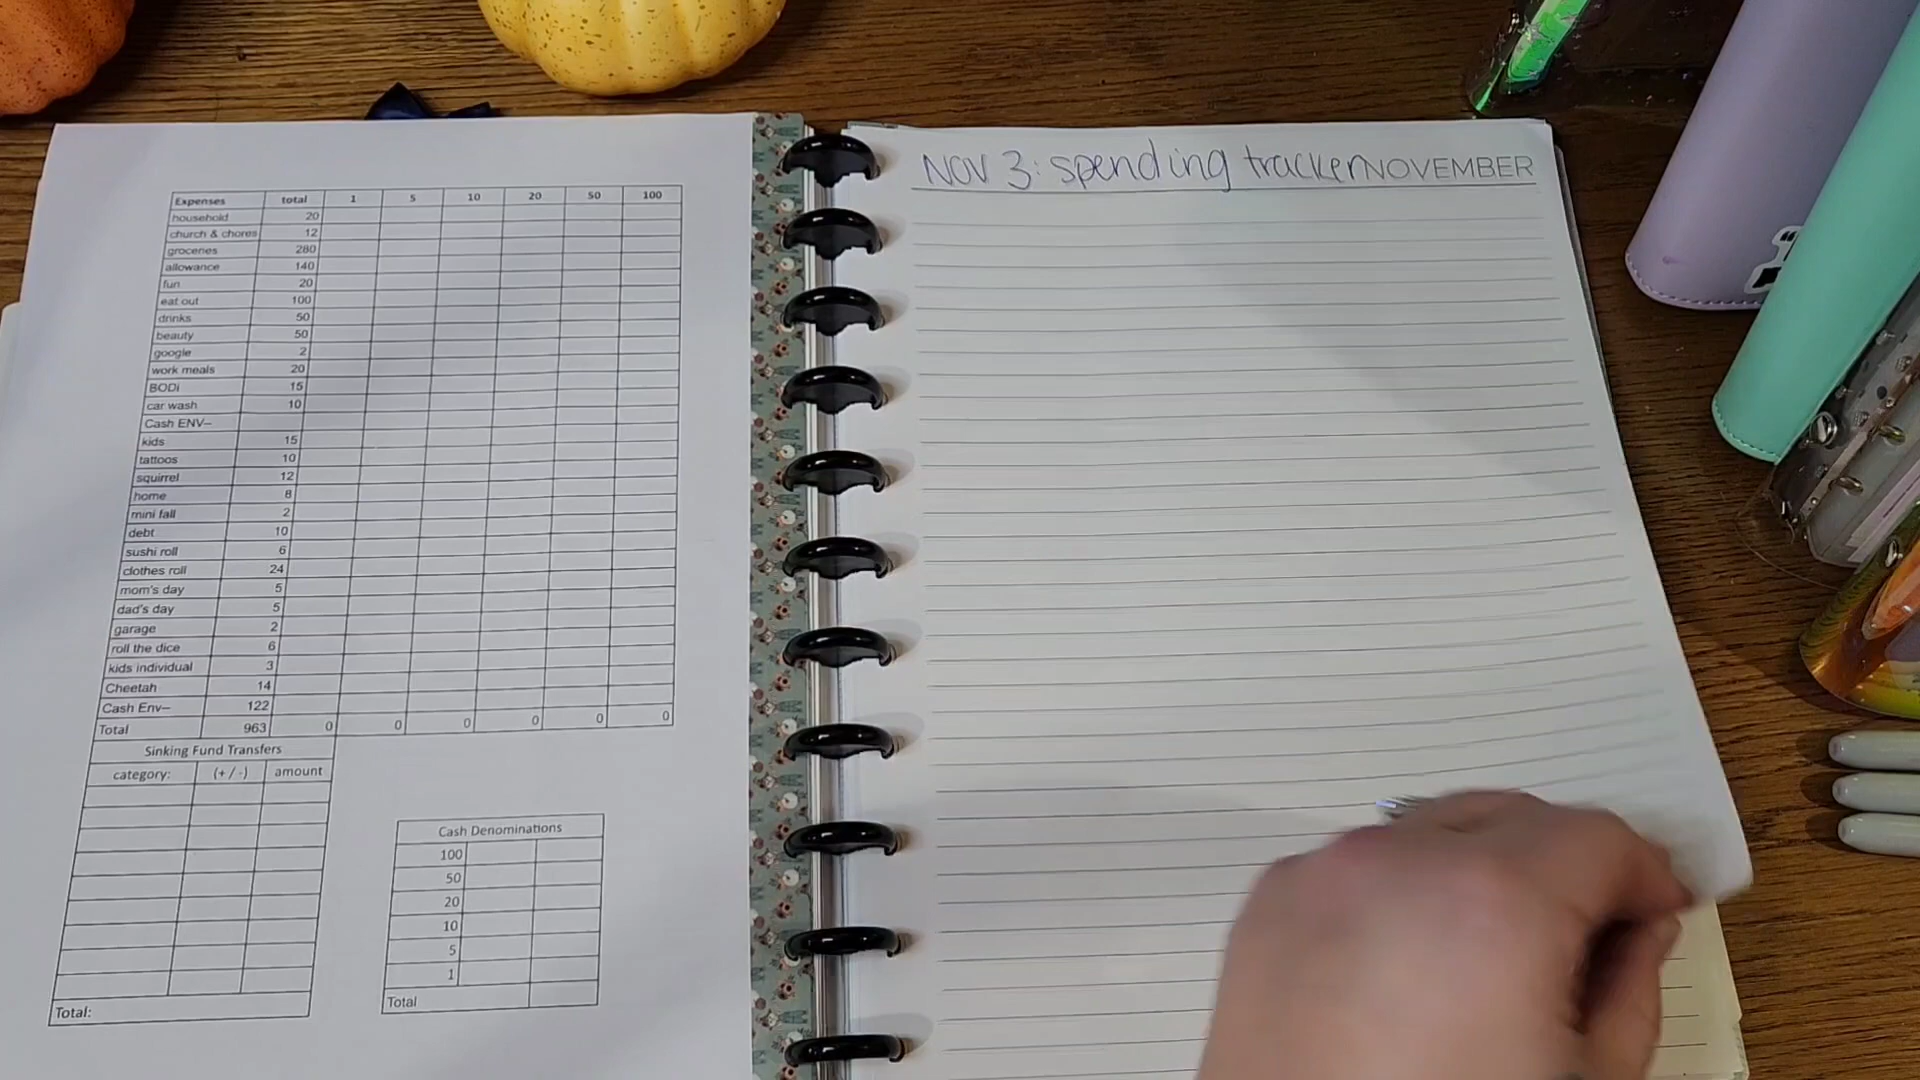 Expenses total 1 5 10 20 50 100
household 20
church & chores 12
groceries 280
allowance 140
fun 20
eat out 100
drinks 50
beauty 50
google 2
work meals 20
BODi 15
car wash 10
Cash ENV–
kids 15
tattoos 10
squirrel 12
home 8
mini fall 2
debt 10
sushi roll 6
clothes roll 24
mom's day 5
dad's day 5
garage 2
roll the dice 6
kids individual 3
Cheetah 14
Cash Env– 122
Total 963 0 0 0 0 0 0
Sinking Fund Transfers
category: (+ / -) amount
Total:
Cash Denominations
100
50
20
10
5
1
Total
NOV 3: spending tracker NOVEMBER